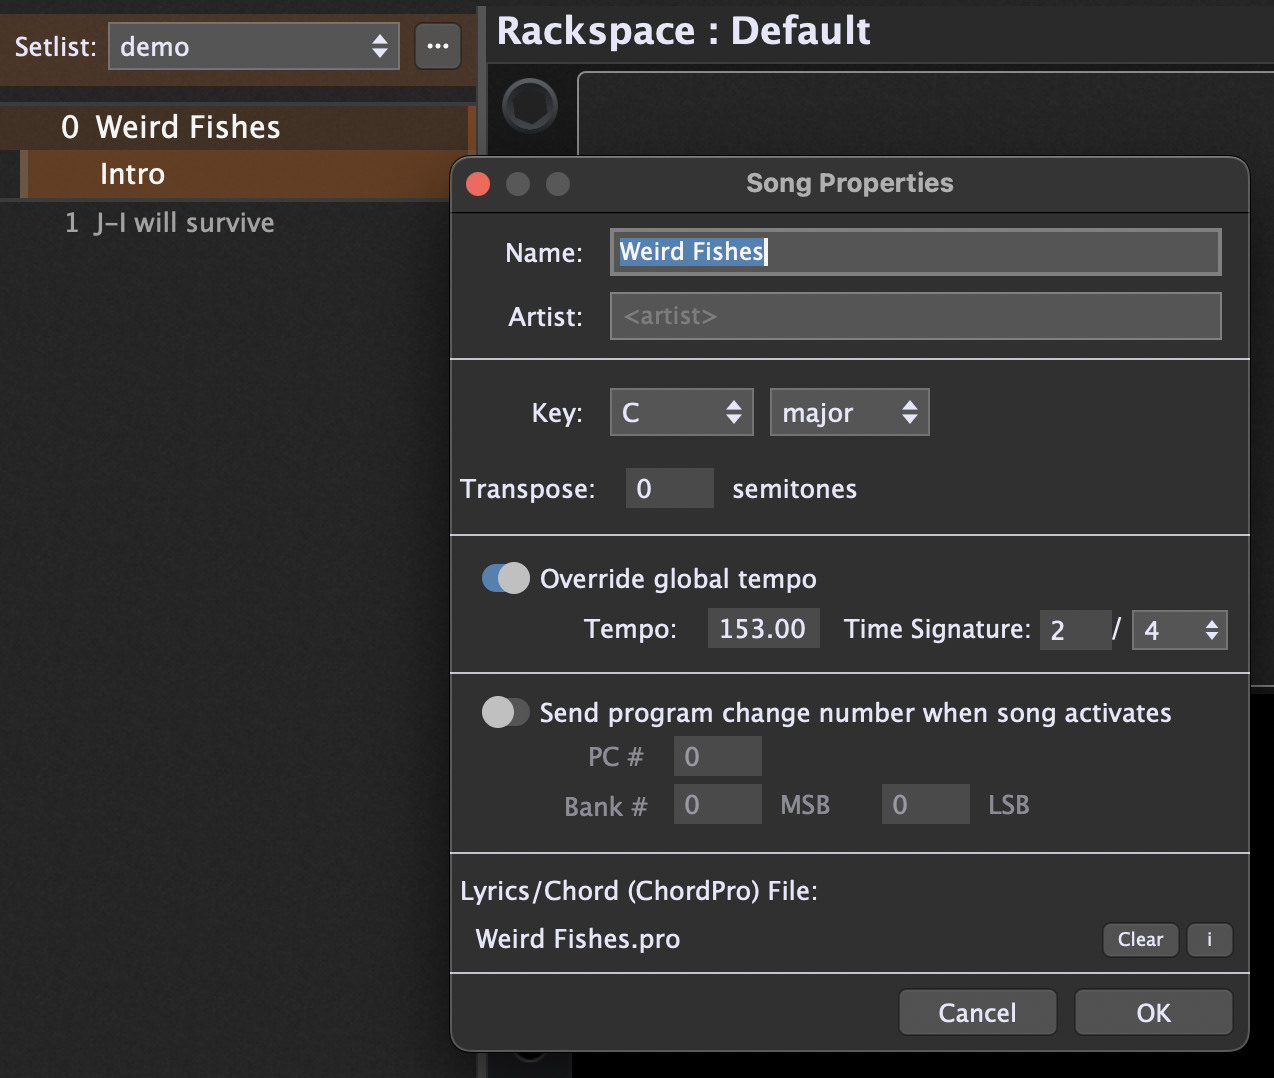 Setlist: demo ...
Rackspace : Default
0 Weird Fishes
Intro
1 J-I will survive
Song Properties
Name: Weird Fishes
Artist: <artist>
Key: C major
Transpose: 0 semitones
Override global tempo
Tempo: 153.00 Time Signature: 2 / 4
Send program change number when song activates
PC # 0
Bank # 0 MSB 0 LSB
Lyrics/Chord (ChordPro) File:
Weird Fishes.pro Clear i
Cancel OK